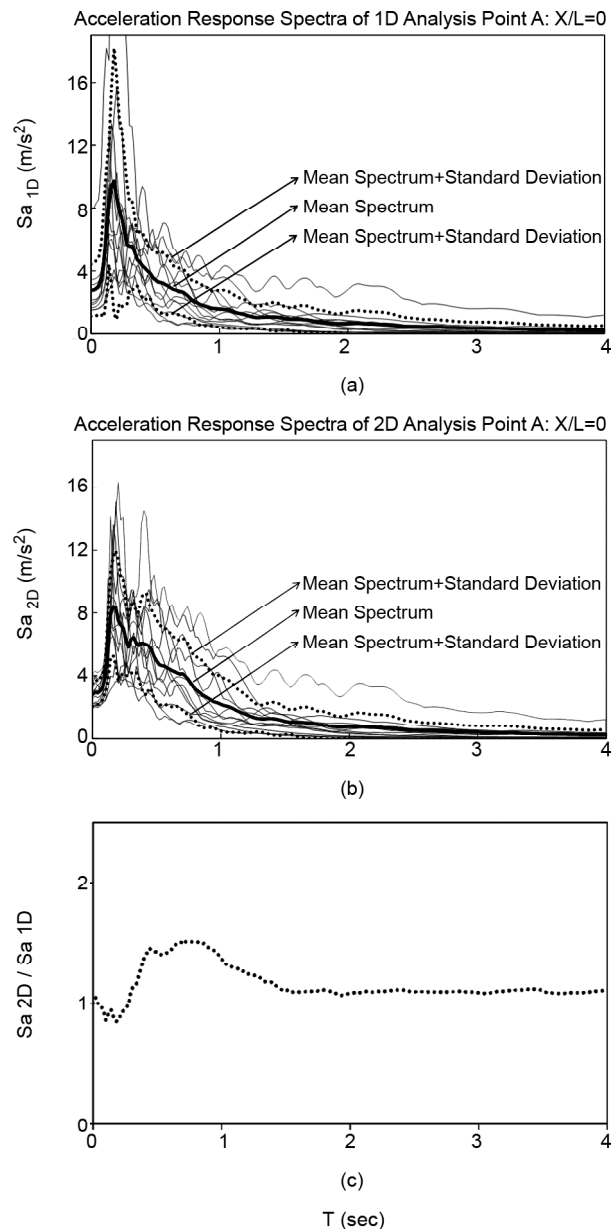 Acceleration Response Spectra of 1D Analysis Point A: X/L=0
Sa 1D (m/s²)
16
12
8
4
0
Mean Spectrum+Standard Deviation
Mean Spectrum
Mean Spectrum+Standard Deviation
0 1 2 3 4
(a)
Acceleration Response Spectra of 2D Analysis Point A: X/L=0
Sa 2D (m/s²)
16
12
8
4
0
Mean Spectrum+Standard Deviation
Mean Spectrum
Mean Spectrum+Standard Deviation
0 1 2 3 4
(b)
Sa 2D / Sa 1D
2
1
0
0 1 2 3 4
(c)
T (sec)